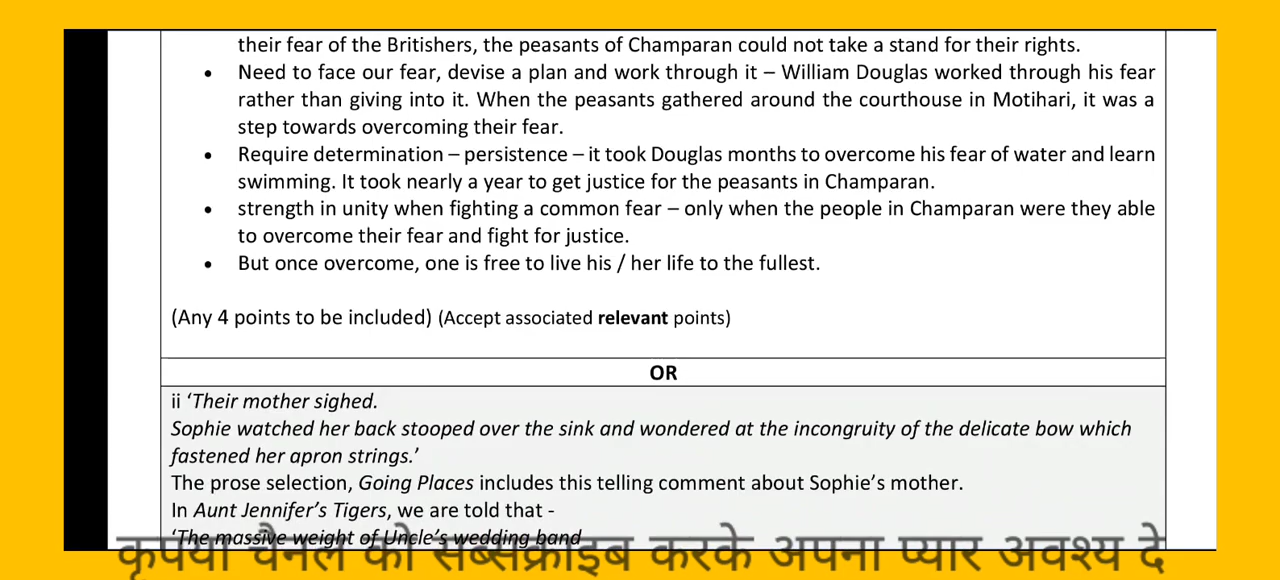 their fear of the Britishers, the peasants of Champaran could not take a stand for their rights.
• Need to face our fear, devise a plan and work through it – William Douglas worked through his fear
rather than giving into it. When the peasants gathered around the courthouse in Motihari, it was a
step towards overcoming their fear.
• Require determination – persistence – it took Douglas months to overcome his fear of water and learn
swimming. It took nearly a year to get justice for the peasants in Champaran.
• strength in unity when fighting a common fear – only when the people in Champaran were they able
to overcome their fear and fight for justice.
• But once overcome, one is free to live his / her life to the fullest.
(Any 4 points to be included) (Accept associated relevant points)
OR
ii ‘Their mother sighed.
Sophie watched her back stooped over the sink and wondered at the incongruity of the delicate bow which
fastened her apron strings.’
The prose selection, Going Places includes this telling comment about Sophie’s mother.
In Aunt Jennifer’s Tigers, we are told that -
‘The massive weight of Uncle’s wedding band
कृपया चैनल को सब्सक्राइब करके अपना प्यार अवश्य दे